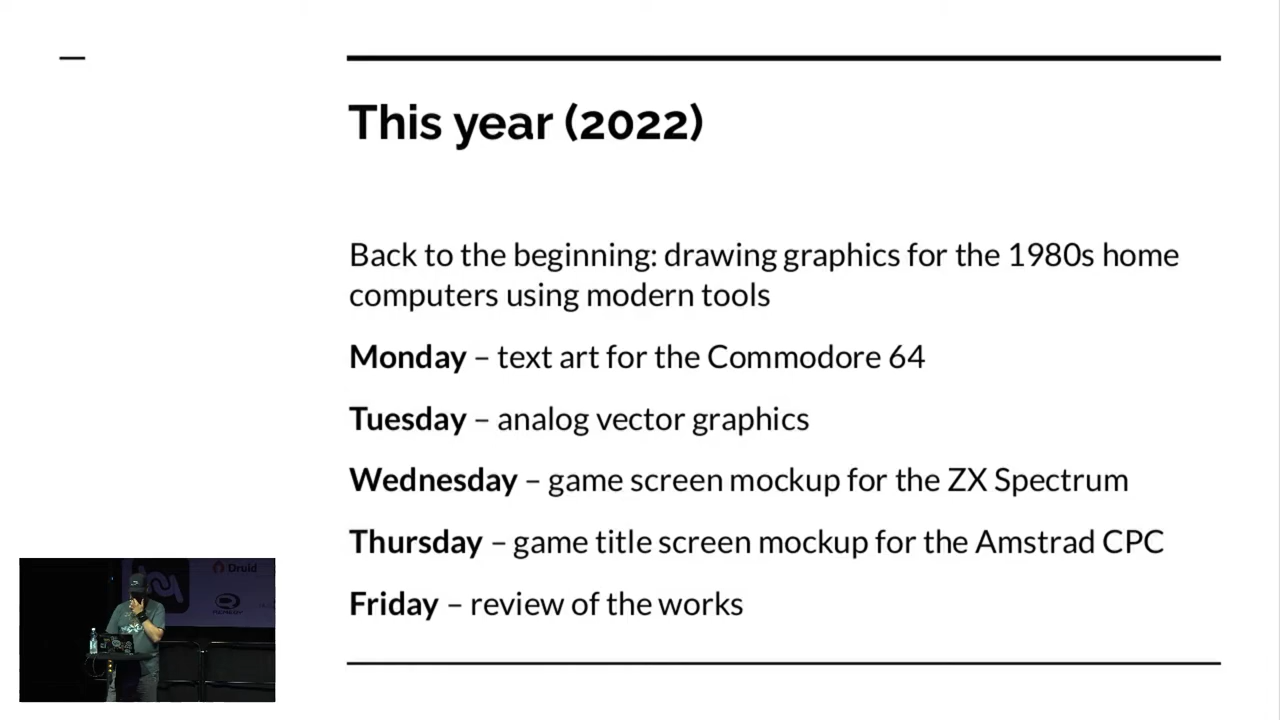 This year (2022)
Back to the beginning: drawing graphics for the 1980s home
computers using modern tools
Monday – text art for the Commodore 64
Tuesday – analog vector graphics
Wednesday – game screen mockup for the ZX Spectrum
Thursday – game title screen mockup for the Amstrad CPC
Friday – review of the works
Druid